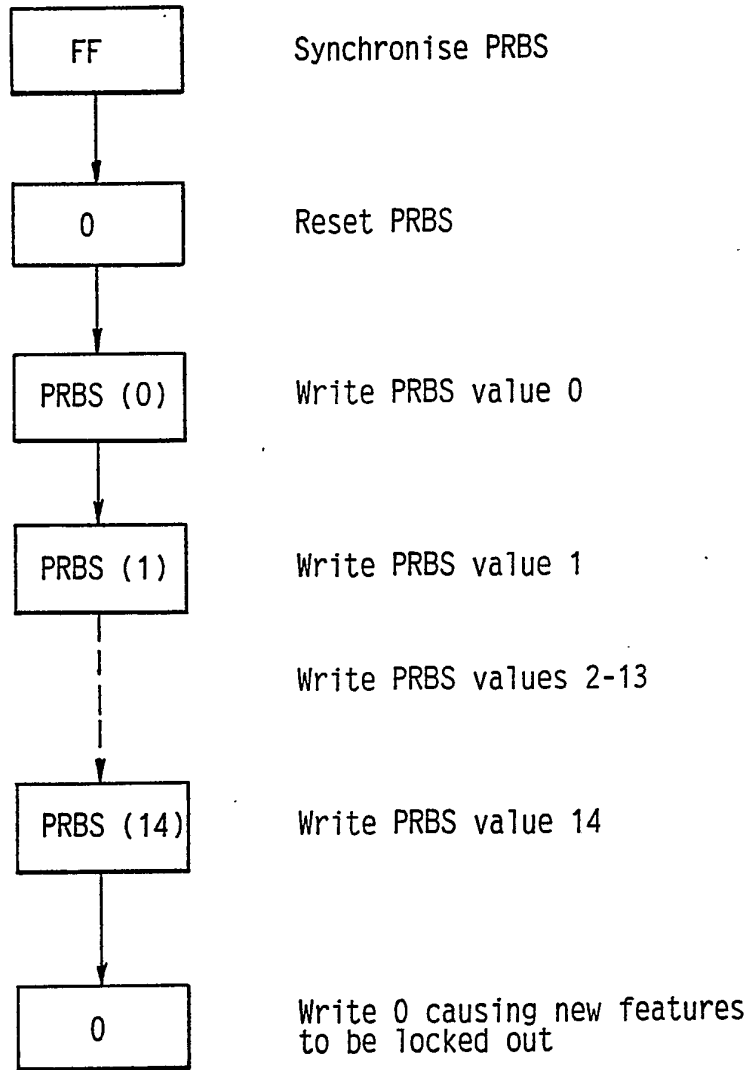 FF
Synchronise PRBS
0
Reset PRBS
PRBS (0)
Write PRBS value 0
PRBS (1)
Write PRBS value 1
Write PRBS values 2-13
PRBS (14)
Write PRBS value 14
0
Write 0 causing new features
to be locked out